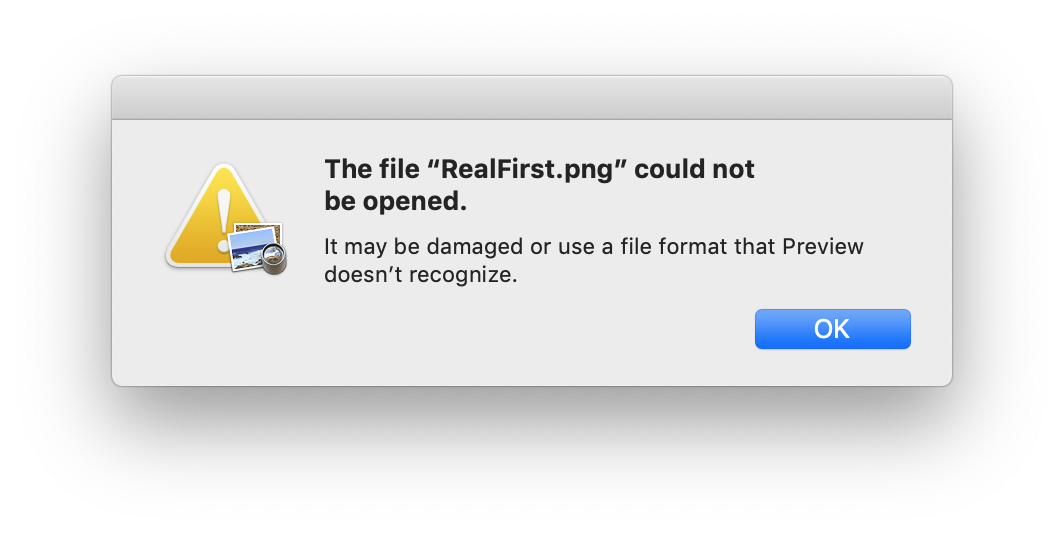 The file “RealFirst.png” could not
be opened.
It may be damaged or use a file format that Preview
doesn’t recognize.
OK